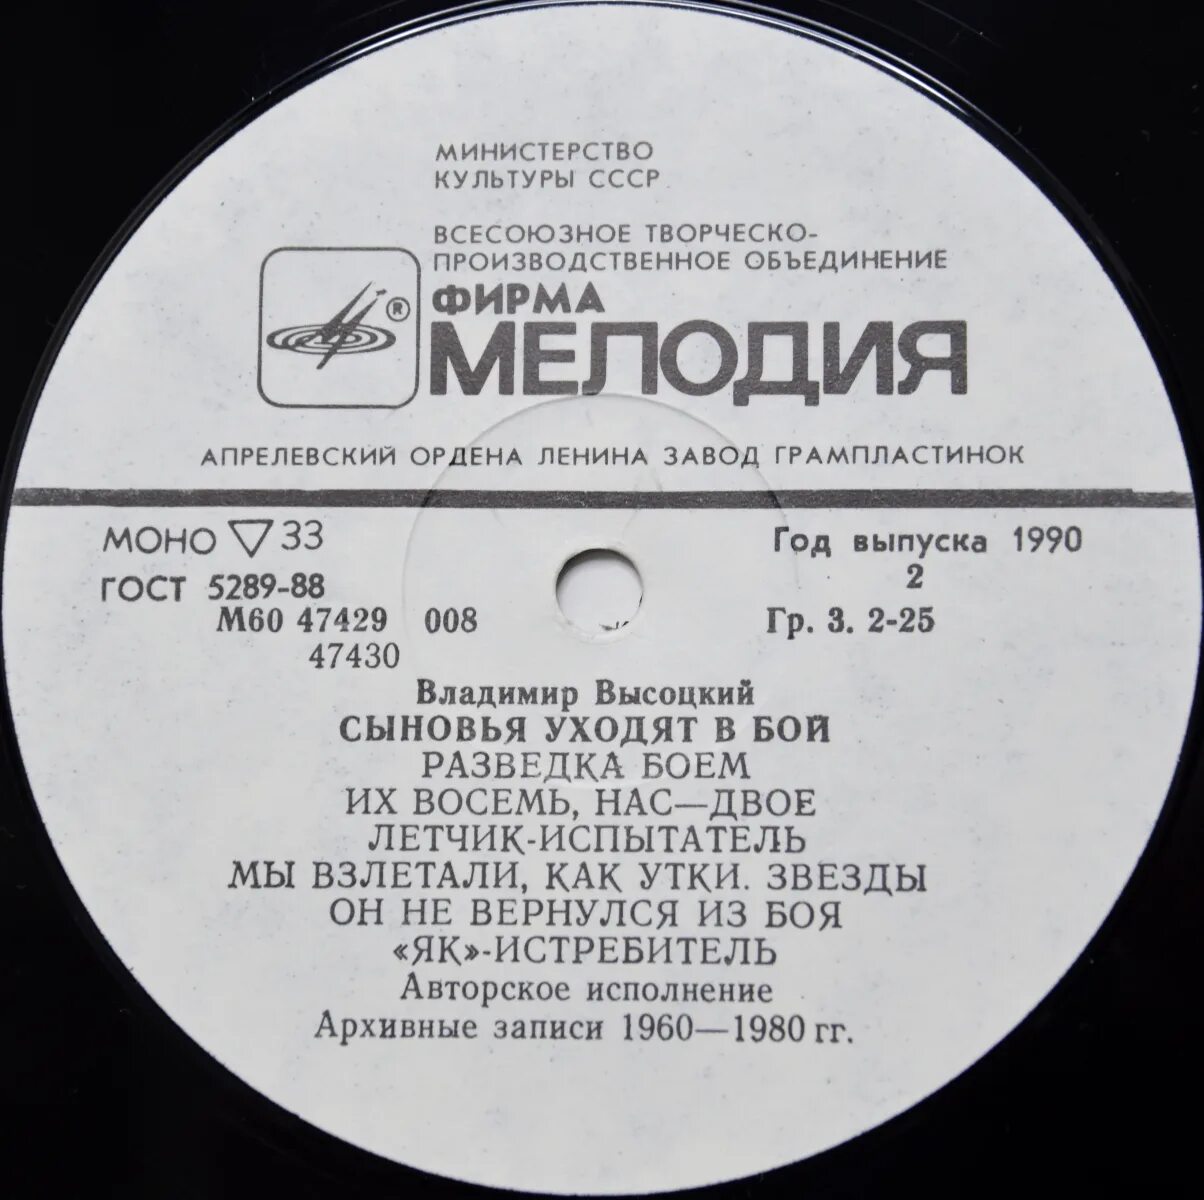 МИНИСТЕРСТВО
КУЛЬТУРЫ СССР
ВСЕСОЮЗНОЕ ТВОРЧЕСКО-
ПРОИЗВОДСТВЕННОЕ ОБЪЕДИНЕНИЕ
ФИРМА
®
МЕЛОДИЯ
АПРЕЛЕВСКИЙ ОРДЕНА ЛЕНИНА ЗАВОД ГРАМПЛАСТИНОК
МОНО ▽ 33
Год выпуска 1990
ГОСТ 5289-88
2
М60 47429 008
Гр. 3. 2-25
47430
Владимир Высоцкий
СЫНОВЬЯ УХОДЯТ В БОЙ
РАЗВЕДКА БОЕМ
ИХ ВОСЕМЬ, НАС—ДВОЕ
ЛЕТЧИК-ИСПЫТАТЕЛЬ
МЫ ВЗЛЕТАЛИ, КАК УТКИ. ЗВЕЗДЫ
ОН НЕ ВЕРНУЛСЯ ИЗ БОЯ
«ЯК»-ИСТРЕБИТЕЛЬ
Авторское исполнение
Архивные записи 1960—1980 гг.